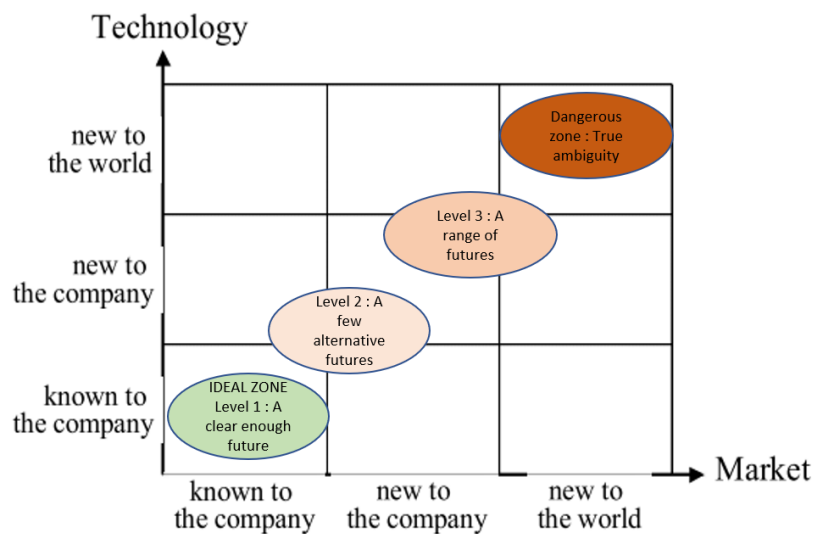 Technology
new to
the world
Dangerous
zone : True
ambiguity
new to
the company
Level 3 : A
range of
futures
Level 2 : A
few
alternative
futures
known to
the company
IDEAL ZONE
Level 1 : A
clear enough
future
Market
known to
the company
new to
the company
new to
the world